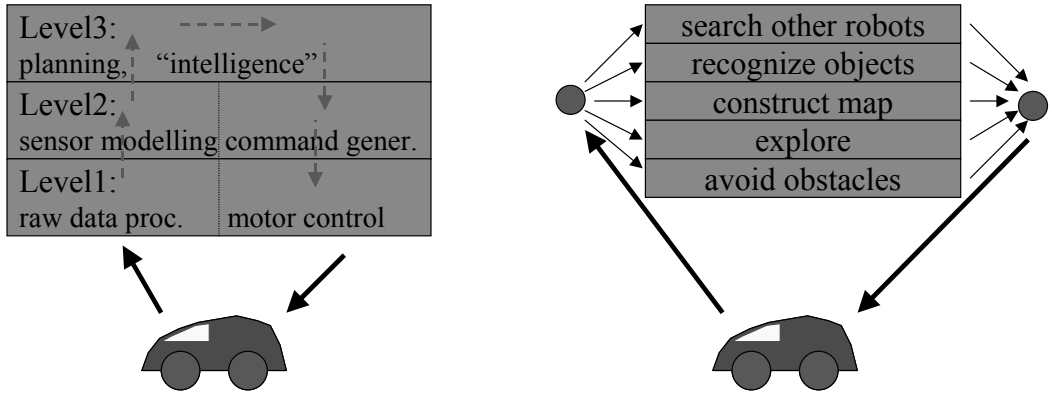 Level3:
planning, “intelligence”
Level2:
sensor modelling command gener.
Level1:
raw data proc. motor control
search other robots
recognize objects
construct map
explore
avoid obstacles